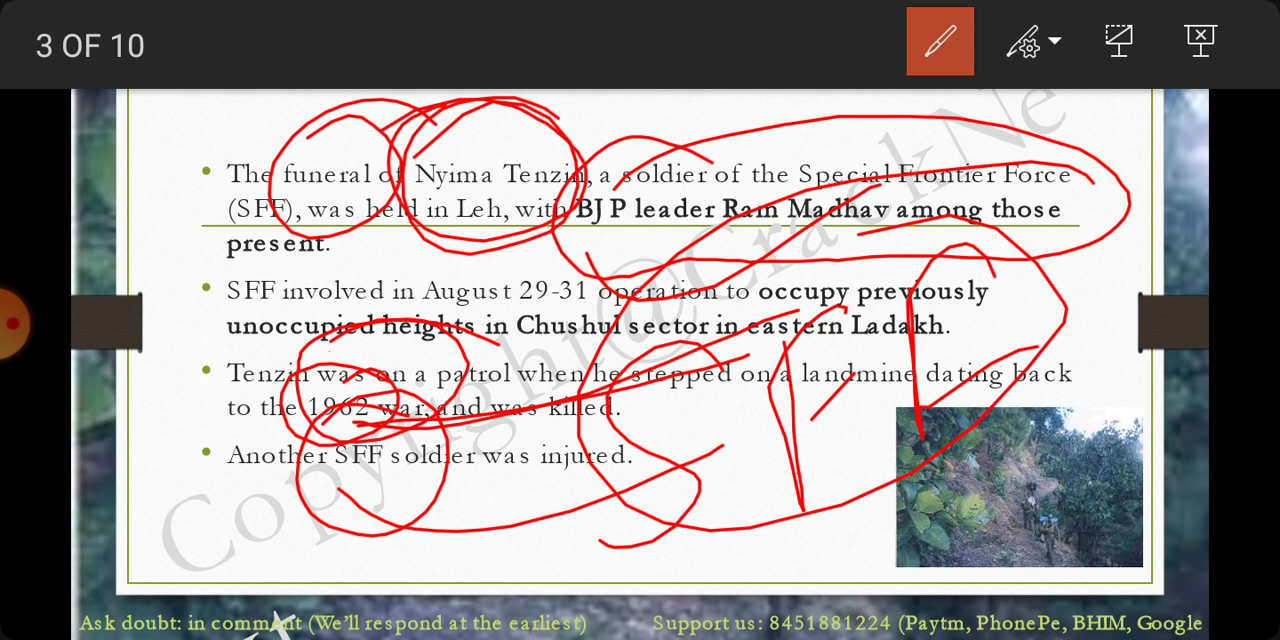 3 OF 10
The funeral of Nyima Tenzin, a soldier of the Special Frontier Force
(SFF), was held in Leh, with BJP leader Ram Madhav among those
present.
SFF involved in August 29-31 operation to occupy previously
unoccupied heights in Chushul sector in eastern Ladakh.
Tenzin was on a patrol when he stepped on a landmine dating back
to the 1962 war, and was killed.
Another SFF soldier was injured.
Copyright@CrackNe
Ask doubt: in comment (We'll respond at the earliest)
Support us: 8451881224 (Paytm, PhonePe, BHIM, Google